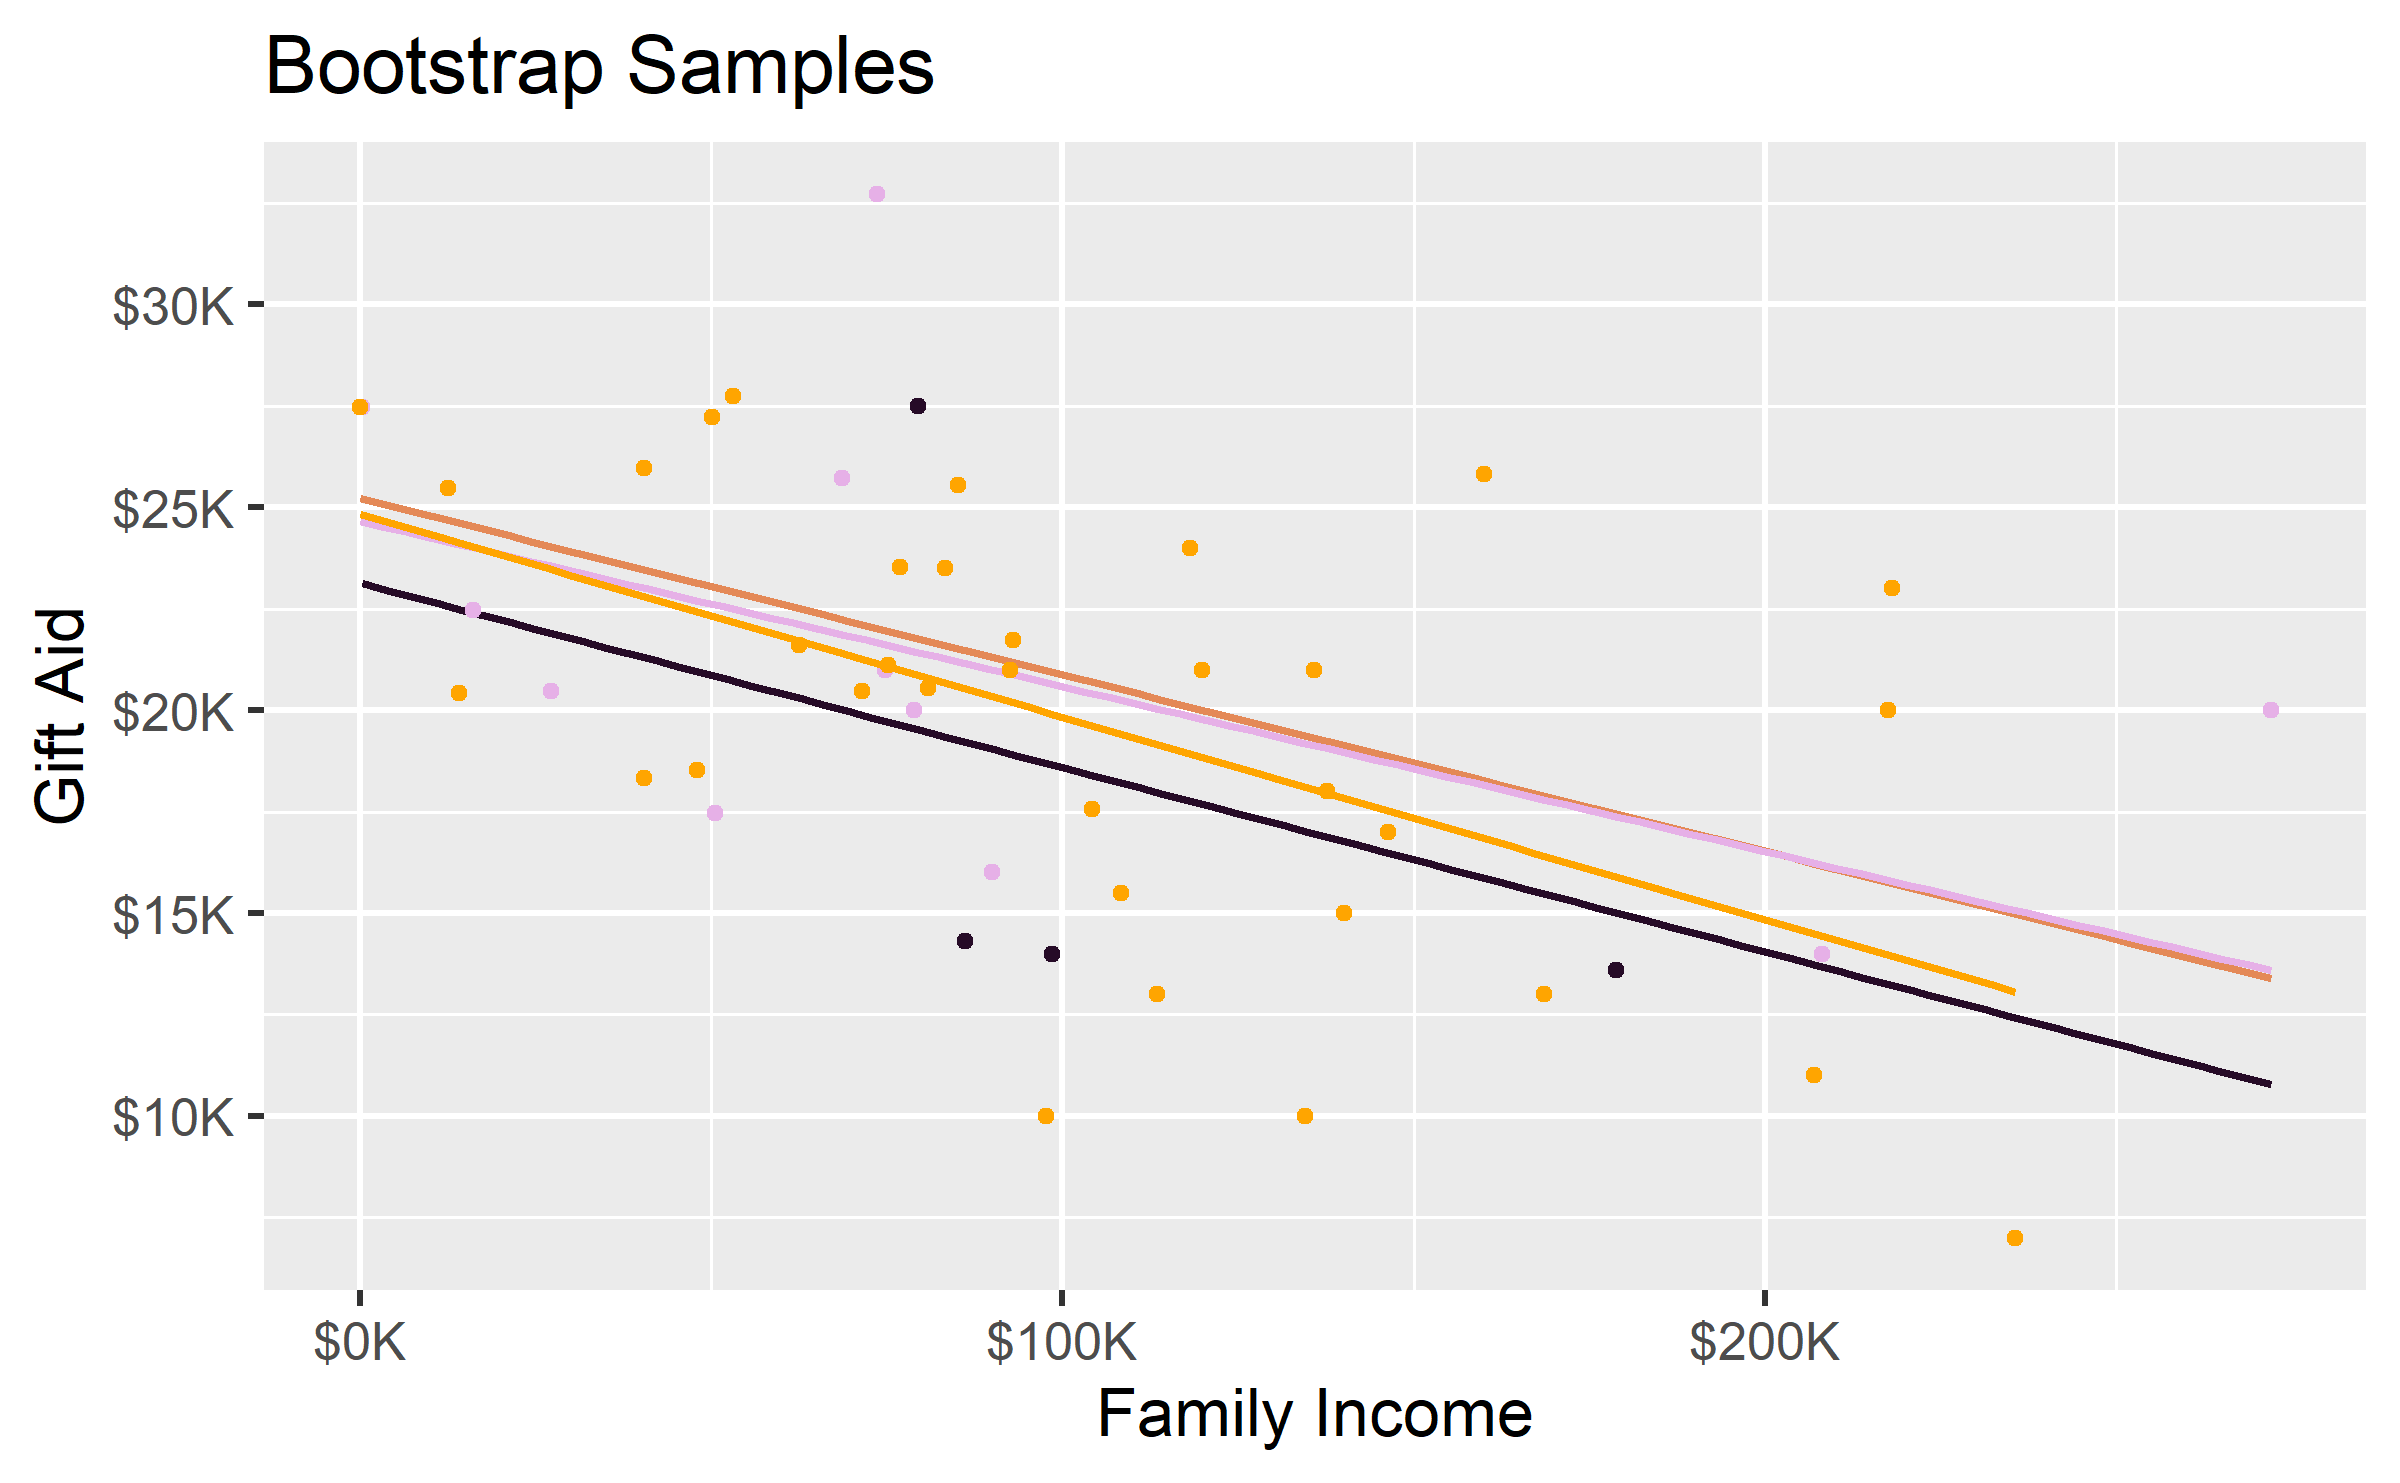 Bootstrap Samples
Gift Aid
$30K
$25K
$20K
$15K
$10K
$0K
$100K
$200K
Family Income